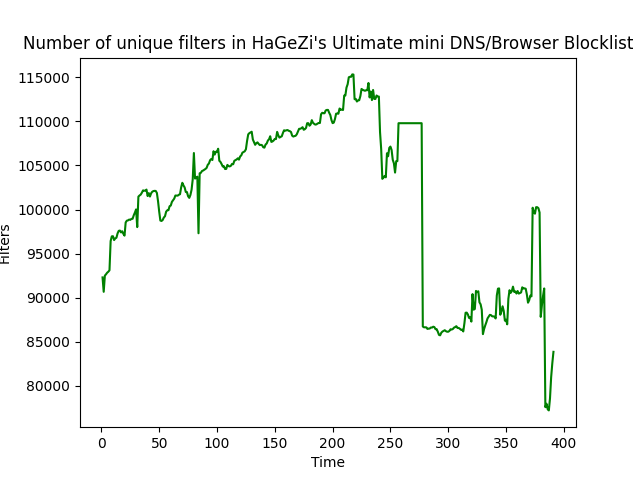 Number of unique filters in HaGeZi's Ultimate mini DNS/Browser Blocklist
115000
110000
105000
100000
95000
90000
85000
80000
Filters
0 50 100 150 200 250 300 350 400
Time